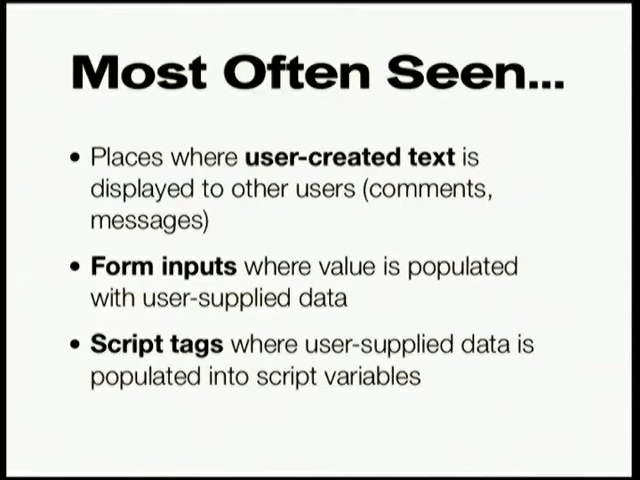 Most Often Seen...
• Places where user-created text is
displayed to other users (comments,
messages)
• Form inputs where value is populated
with user-supplied data
• Script tags where user-supplied data is
populated into script variables